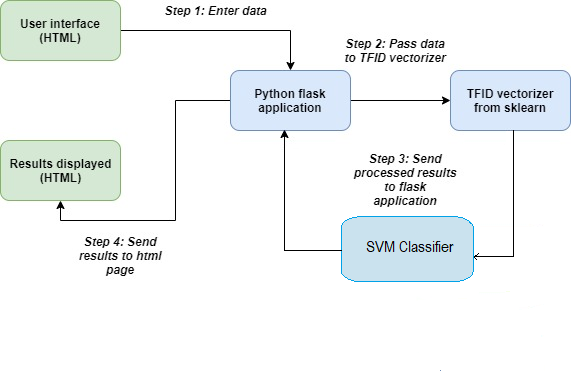 Step 1: Enter data
User interface
(HTML)
Step 2: Pass data
to TFID vectorizer
Python flask
application
TFID vectorizer
from sklearn
Results displayed
(HTML)
Step 3: Send
processed results
to flask
application
Step 4: Send
results to html
page
SVM Classifier